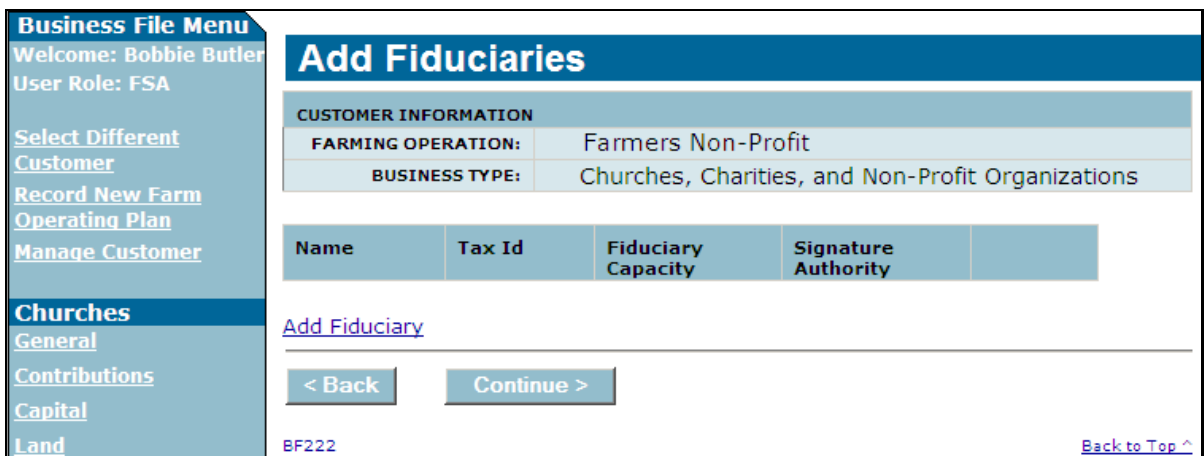 Business File Menu
Welcome: Bobbie Butler
User Role: FSA
Select Different
Customer
Record New Farm
Operating Plan
Manage Customer
Churches
General
Contributions
Capital
Land
Add Fiduciaries
CUSTOMER INFORMATION
FARMING OPERATION: Farmers Non-Profit
BUSINESS TYPE: Churches, Charities, and Non-Profit Organizations
Name Tax Id Fiduciary Signature
Capacity Authority
Add Fiduciary
< Back Continue >
BF222 Back to Top ^